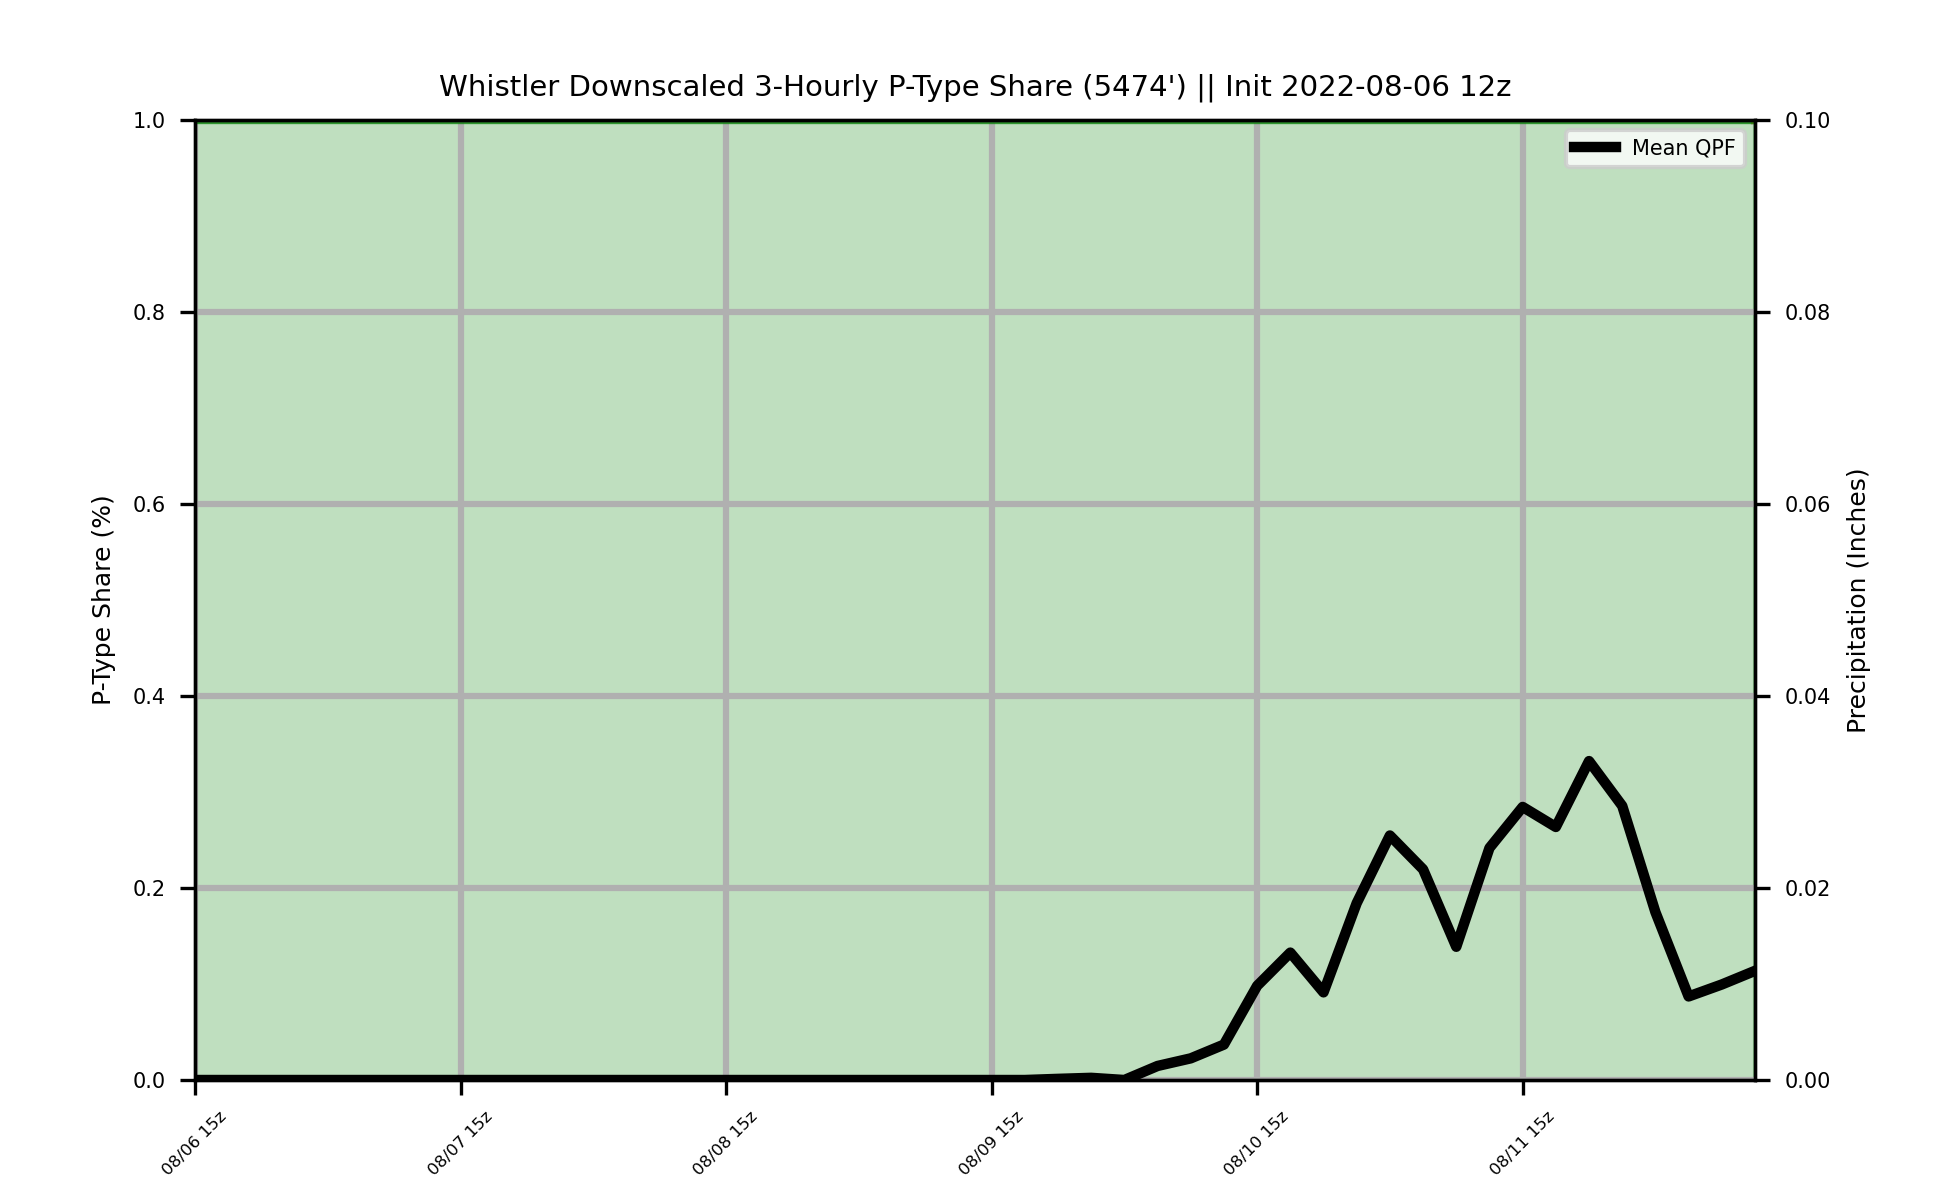 Whistler Downscaled 3-Hourly P-Type Share (5474') || Init 2022-08-06 12z
Mean QPF
P-Type Share (%)
1.0
0.8
0.6
0.4
0.2
0.0
0.10
0.08
0.06
0.04
0.02
0.00
Precipitation (Inches)
08/06 15z
08/07 15z
08/08 15z
08/09 15z
08/10 15z
08/11 15z